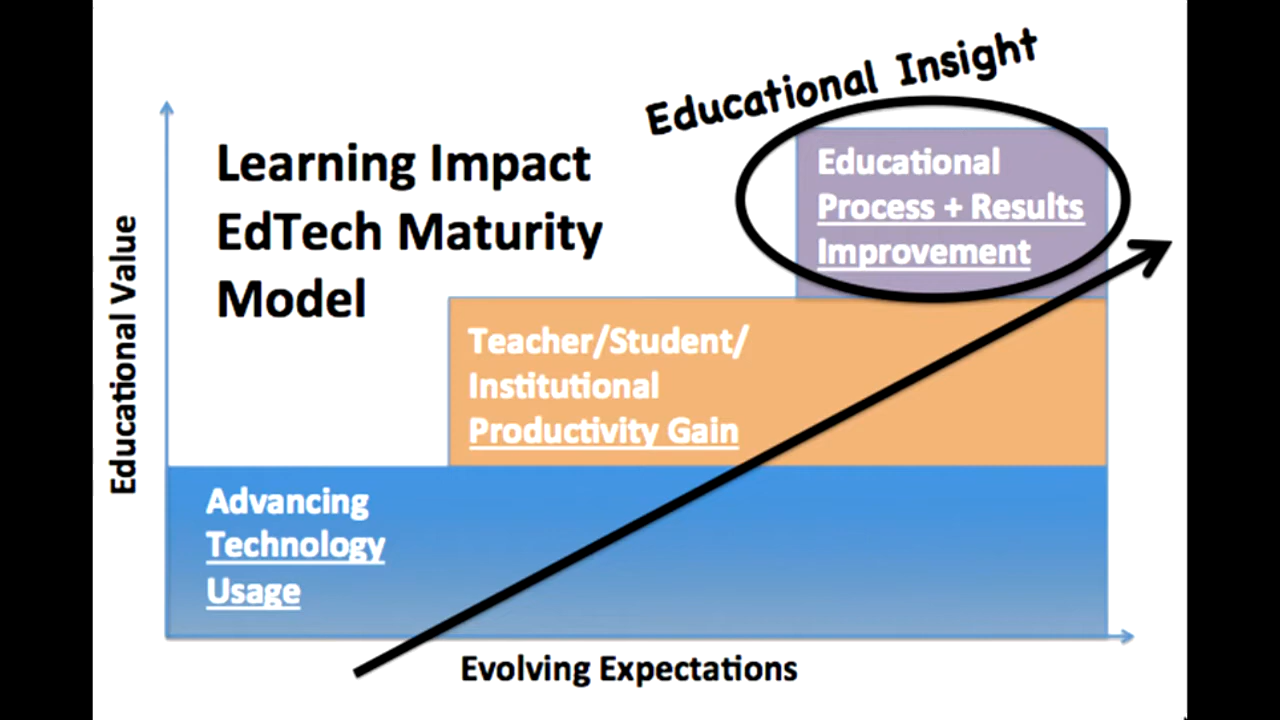 Educational Insight
Learning Impact
EdTech Maturity
Model
Educational
Process + Results
Improvement
Teacher/Student/
Institutional
Productivity Gain
Advancing
Technology
Usage
Educational Value
Evolving Expectations